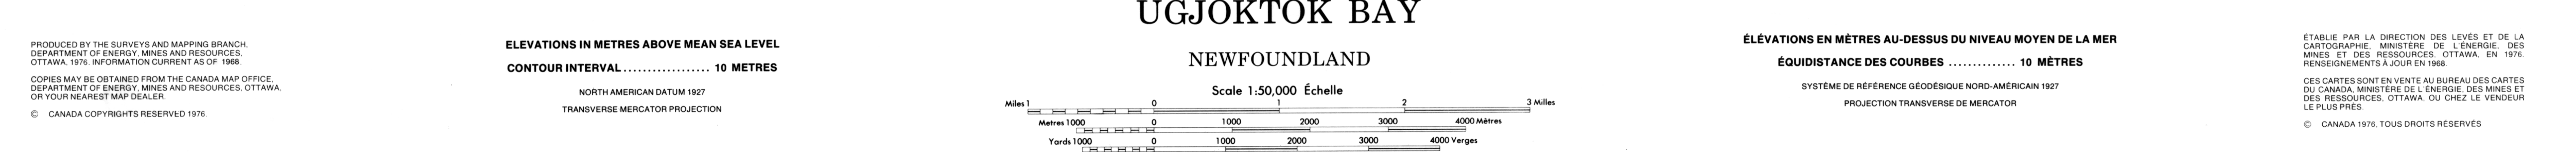 PRODUCED BY THE SURVEYS AND MAPPING BRANCH,
DEPARTMENT OF ENERGY, MINES AND RESOURCES.
OTTAWA, 1976. INFORMATION CURRENT AS OF 1968.
COPIES MAY BE OBTAINED FROM THE CANADA MAP OFFICE,
DEPARTMENT OF ENERGY, MINES AND RESOURCES, OTTAWA,
OR YOUR NEAREST MAP DEALER.
© CANADA COPYRIGHTS RESERVED 1976.
ELEVATIONS IN METRES ABOVE MEAN SEA LEVEL
CONTOUR INTERVAL.................. 10 METRES
NORTH AMERICAN DATUM 1927
TRANSVERSE MERCATOR PROJECTION
UGJOKTOK BAY
NEWFOUNDLAND
Scale 1:50,000 Échelle
Miles 1 0 1 2 3 Milles
Metres 1000 0 1000 2000 3000 4000 Mètres
Yards 1000 0 1000 2000 3000 4000 Verges
ÉLÉVATIONS EN MÈTRES AU-DESSUS DU NIVEAU MOYEN DE LA MER
ÉQUIDISTANCE DES COURBES .............. 10 MÈTRES
SYSTÈME DE RÉFÉRENCE GÉODÉSIQUE NORD-AMÉRICAIN 1927
PROJECTION TRANSVERSE DE MERCATOR
ÉTABLIE PAR LA DIRECTION DES LEVÉS ET DE LA
CARTOGRAPHIE, MINISTÈRE DE L'ÉNERGIE, DES
MINES ET DES RESSOURCES, OTTAWA, EN 1976.
RENSEIGNEMENTS À JOUR EN 1968.
CES CARTES SONT EN VENTE AU BUREAU DES CARTES
DU CANADA, MINISTÈRE DE L'ÉNERGIE, DES MINES ET
DES RESSOURCES, OTTAWA, OU CHEZ LE VENDEUR
LE PLUS PRÈS.
© CANADA 1976, TOUS DROITS RÉSERVÉS